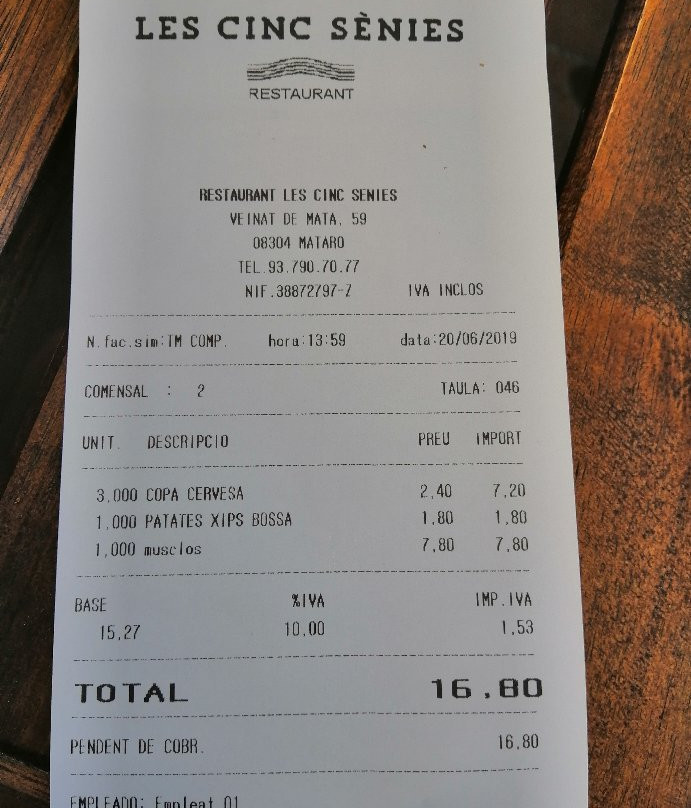 LES CINC SÈNIES
RESTAURANT
RESTAURANT LES CINC SENIES
VEINAT DE MATA, 59
08304 MATARO
TEL.93.790.70.77
NIF.38872797-Z IVA INCLOS
N.fac.sim:TM COMP. hora:13:59 data:20/06/2019
COMENSAL : 2 TAULA: 046
UNIT. DESCRIPCIO PREU IMPORT
3,000 COPA CERVESA 2,40 7,20
1,000 PATATES XIPS BOSSA 1,80 1,80
1,000 musclos 7,80 7,80
BASE %IVA IMP.IVA
15,27 10,00 1,53
TOTAL 16,80
PENDENT DE COBR. 16,80
EMPLEADO: Empleat 01